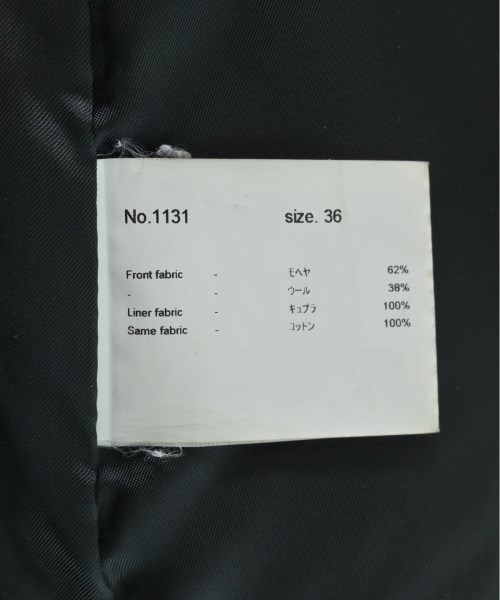 No.1131 size. 36
Front fabric - モヘヤ 62%
- - ウール 38%
Liner fabric - キュプラ 100%
Same fabric - コットン 100%